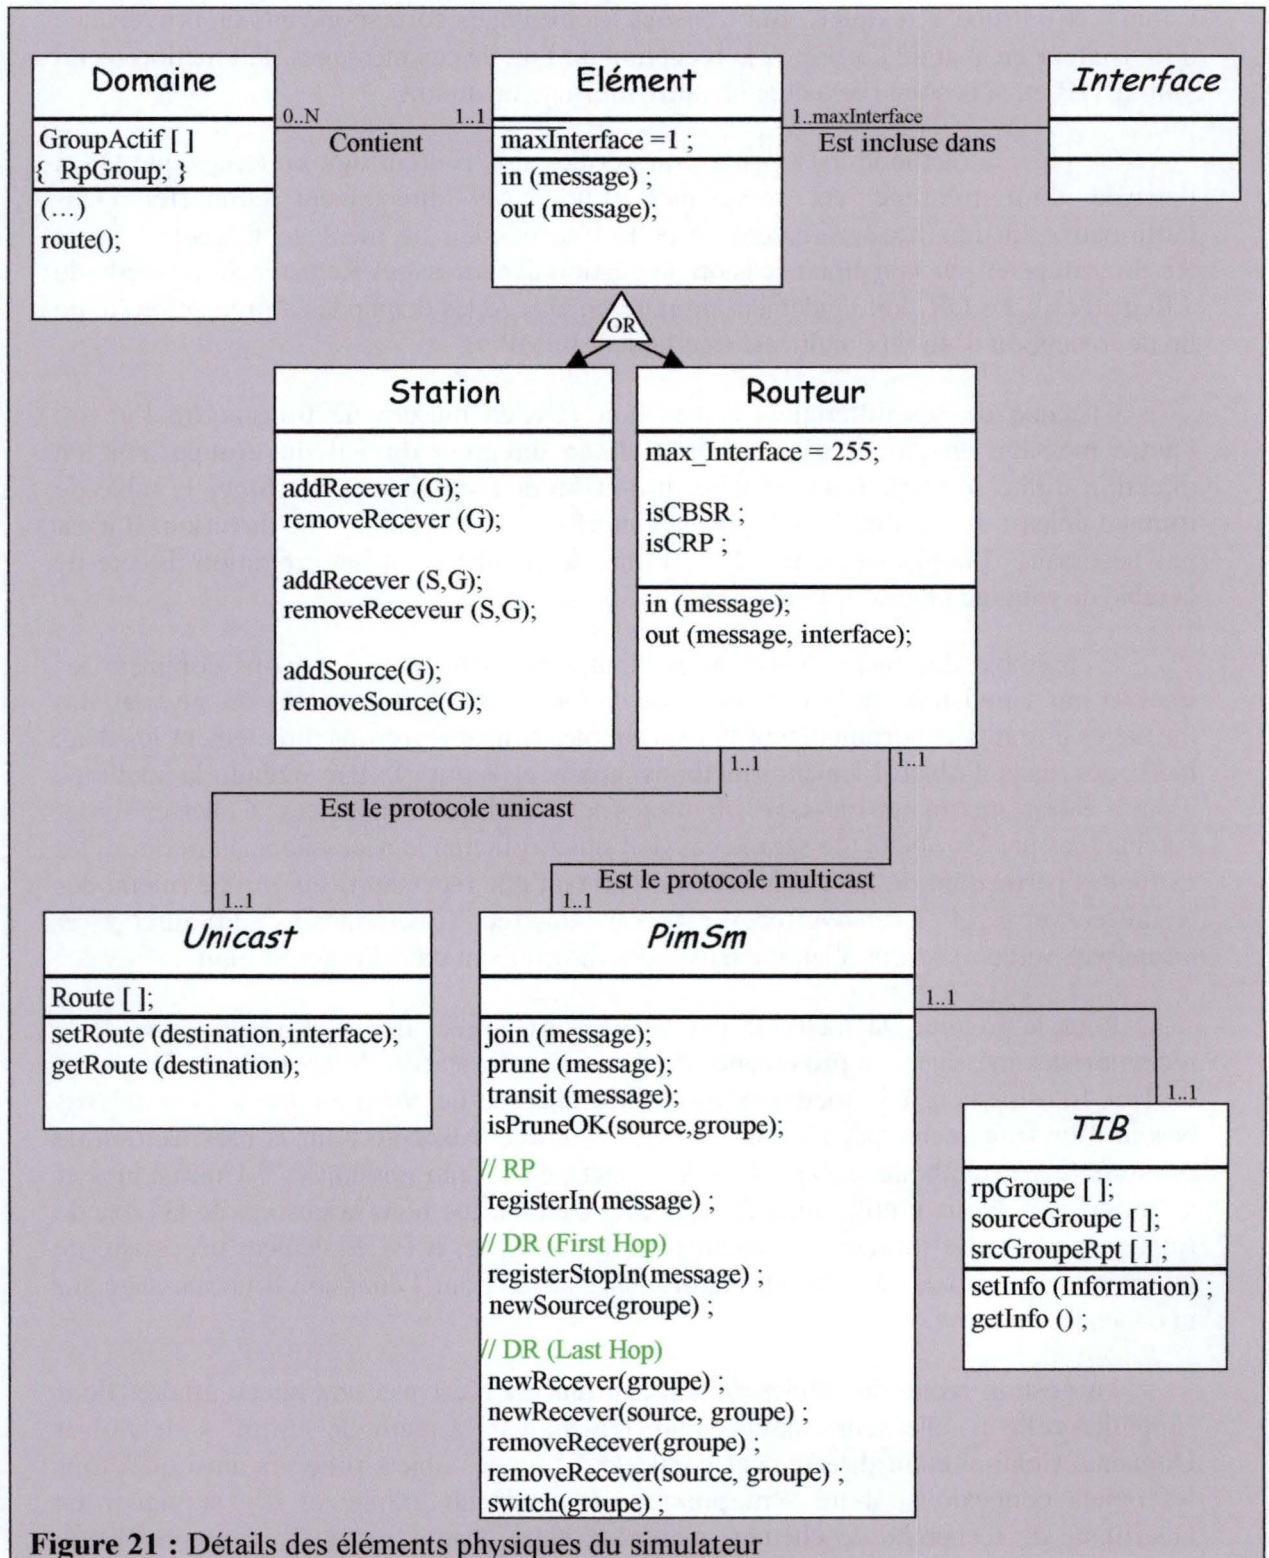 Domaine
GroupActif [ ]
{ RpGroup; }
(…)
route();
0..N
Contient
1..1
Elément
maxInterface =1 ;
in (message) ;
out (message);
1..maxInterface
Est incluse dans
Interface
OR
Station
addRecever (G);
removeRecever (G);
addRecever (S,G);
removeReceveur (S,G);
addSource(G);
removeSource(G);
Routeur
max_Interface = 255;
isCBSR ;
isCRP ;
in (message);
out (message, interface);
1..1
1..1
Est le protocole unicast
Est le protocole multicast
1..1
1..1
Unicast
Route [ ];
setRoute (destination,interface);
getRoute (destination);
PimSm
join (message);
prune (message);
transit (message);
isPruneOK(source,groupe);
// RP
registerIn(message) ;
// DR (First Hop)
registerStopIn(message) ;
newSource(groupe) ;
// DR (Last Hop)
newRecever(groupe) ;
newRecever(source, groupe) ;
removeRecever(groupe) ;
removeRecever(source, groupe) ;
switch(groupe) ;
1..1
1..1
TIB
rpGroupe [ ];
sourceGroupe [ ];
srcGroupeRpt [ ] ;
setInfo (Information) ;
getInfo () ;
Figure 21 : Détails des éléments physiques du simulateur